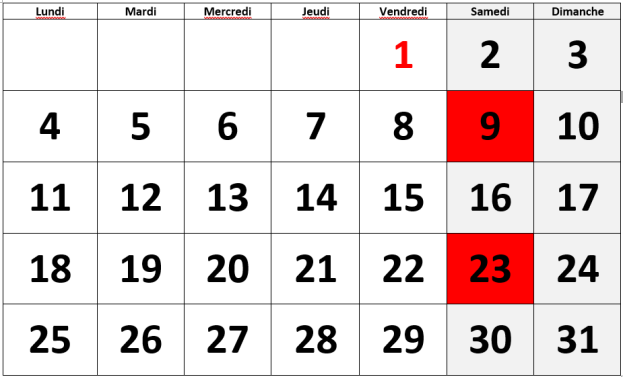 Lundi Mardi Mercredi Jeudi Vendredi Samedi Dimanche
1 2 3
4 5 6 7 8 9 10
11 12 13 14 15 16 17
18 19 20 21 22 23 24
25 26 27 28 29 30 31